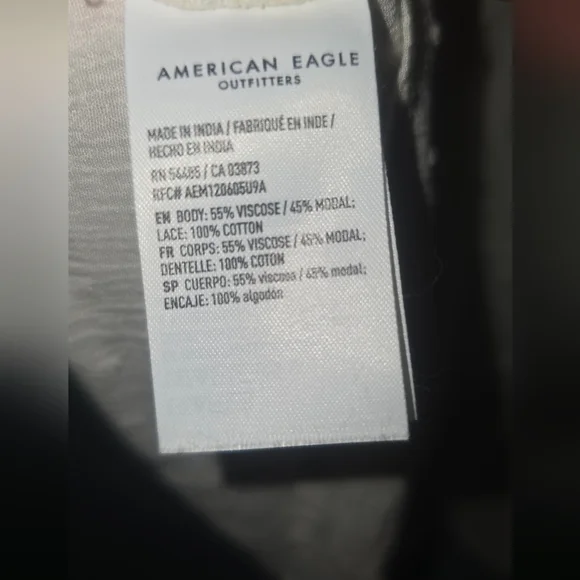 AMERICAN EAGLE
OUTFITTERS
MADE IN INDIA / FABRIQUÉ EN INDE /
HECHO EN INDIA
RN 54485 / CA 03873
RFC# AEM120605U9A
EN BODY: 55% VISCOSE / 45% MODAL;
LACE: 100% COTTON
FR CORPS: 55% VISCOSE / 45% MODAL;
DENTELLE: 100% COTON
SP CUERPO: 55% viscosa / 45% modal;
ENCAJE: 100% algodón